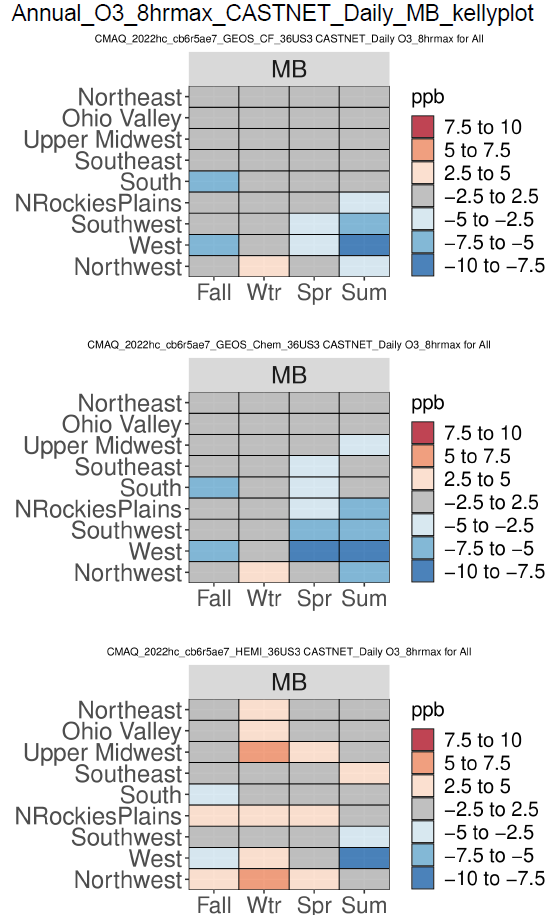 Annual_O3_8hrmax_CASTNET_Daily_MB_kellyplot
CMAQ_2022hc_cb6r5ae7_GEOS_CF_36US3 CASTNET_Daily O3_8hrmax for All
MB
Northeast
Ohio Valley
Upper Midwest
Southeast
South
NRockiesPlains
Southwest
West
Northwest
Fall Wtr Spr Sum
ppb
7.5 to 10
5 to 7.5
2.5 to 5
−2.5 to 2.5
−5 to −2.5
−7.5 to −5
−10 to −7.5
CMAQ_2022hc_cb6r5ae7_GEOS_Chem_36US3 CASTNET_Daily O3_8hrmax for All
MB
Northeast
Ohio Valley
Upper Midwest
Southeast
South
NRockiesPlains
Southwest
West
Northwest
Fall Wtr Spr Sum
ppb
7.5 to 10
5 to 7.5
2.5 to 5
−2.5 to 2.5
−5 to −2.5
−7.5 to −5
−10 to −7.5
CMAQ_2022hc_cb6r5ae7_HEMI_36US3 CASTNET_Daily O3_8hrmax for All
MB
Northeast
Ohio Valley
Upper Midwest
Southeast
South
NRockiesPlains
Southwest
West
Northwest
Fall Wtr Spr Sum
ppb
7.5 to 10
5 to 7.5
2.5 to 5
−2.5 to 2.5
−5 to −2.5
−7.5 to −5
−10 to −7.5